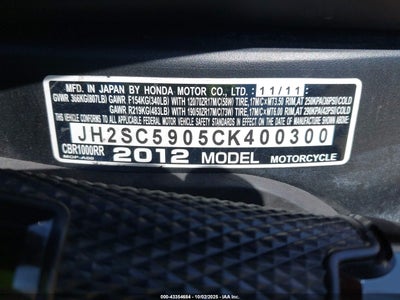 MFD. IN JAPAN BY HONDA MOTOR CO., LTD.: 11/11:
GVWR 366KG(807LB) GAWR F154KG(340LB) WITH 120/70ZR17M/C(58W) TIRE, 17M/C×MT3.50 RIM, AT 250KPA(36PSI)COLD
GAWR R219KG(483LB) WITH 190/50ZR17M/C(73W) TIRE, 17M/C×MT6.00 RIM, AT 290KPA(42PSI)COLD
THIS VEHICLE CONFORMS TO ALL APPLICABLE FEDERAL MOTOR
VEHICLE SAFETY STANDARDS IN EFFECT ON THE DATE OF MANUFACTURE SHOWN ABOVE.
JH2SC5905CK400300
CBR1000RR 2012 MODEL MOTORCYCLE
000-43354684 - 10/02/2025 - IAA Inc.